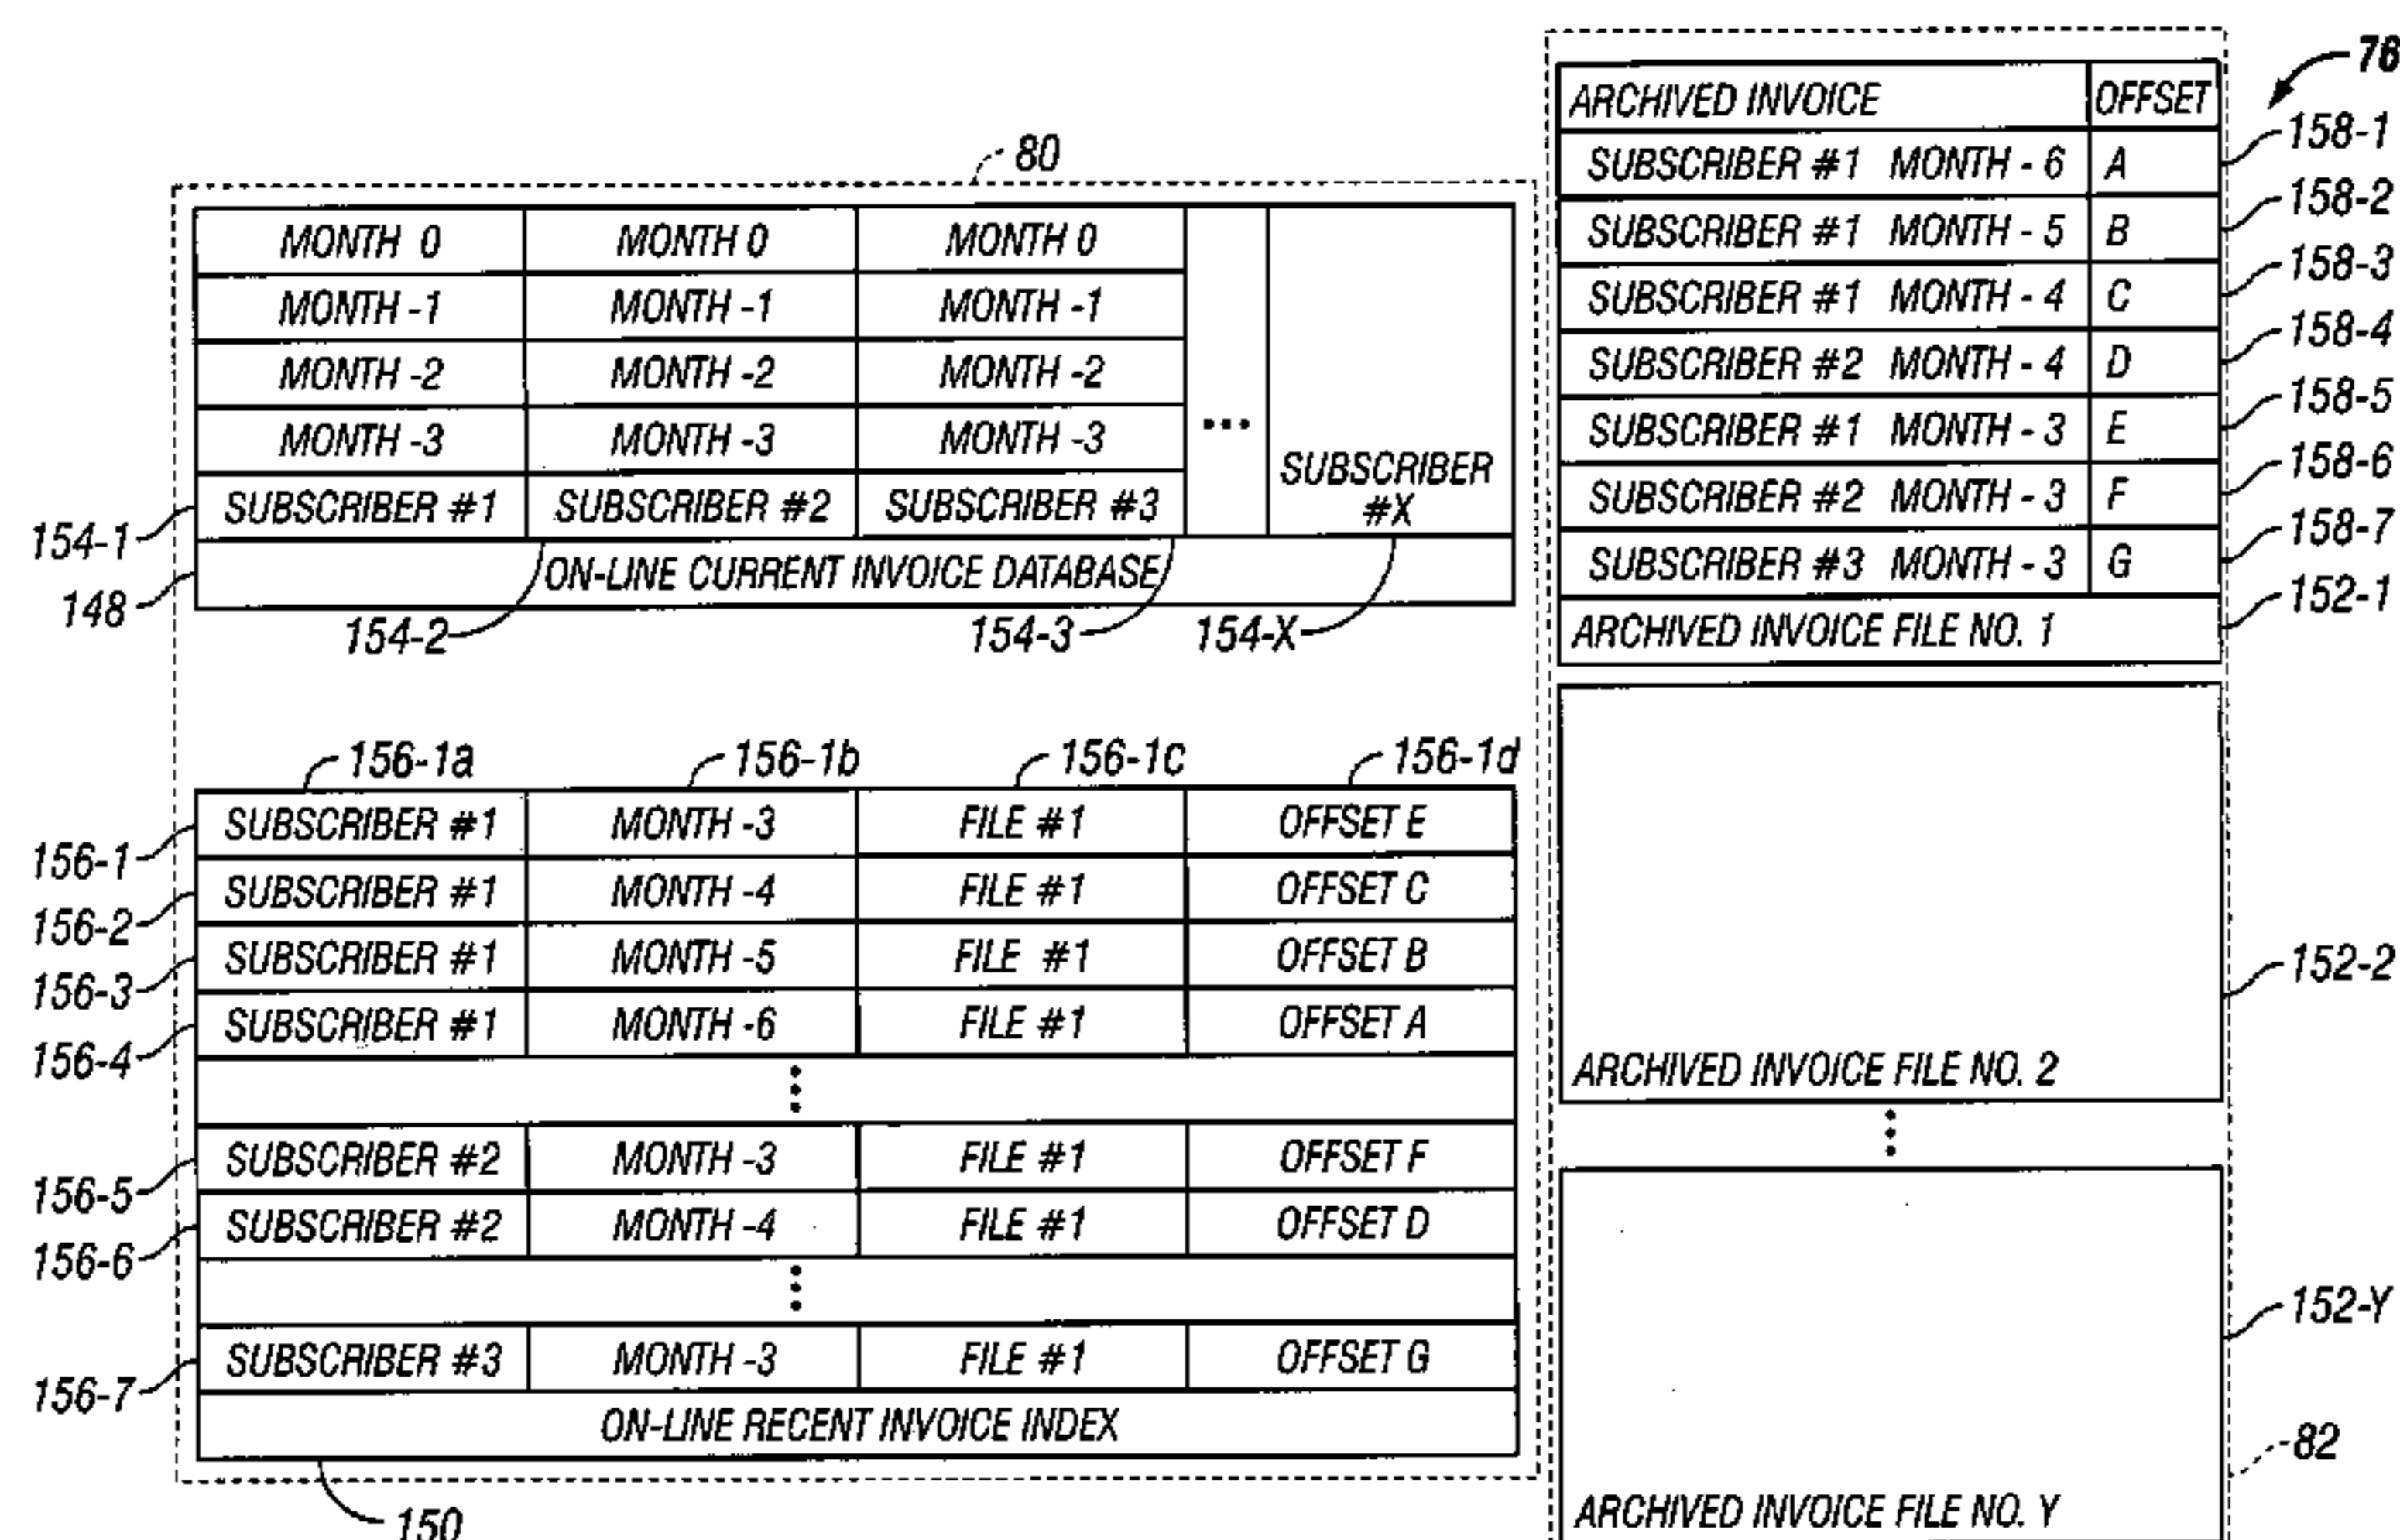 80
MONTH 0 MONTH 0 MONTH 0
MONTH -1 MONTH -1 MONTH -1
MONTH -2 MONTH -2 MONTH -2
MONTH -3 MONTH -3 MONTH -3
... SUBSCRIBER #X
154-1 SUBSCRIBER #1 SUBSCRIBER #2 SUBSCRIBER #3
148 ON-LINE CURRENT INVOICE DATABASE
154-2 154-3 154-X
156-1a 156-1b 156-1c 156-1d
156-1 SUBSCRIBER #1 MONTH -3 FILE #1 OFFSET E
156-2 SUBSCRIBER #1 MONTH -4 FILE #1 OFFSET C
156-3 SUBSCRIBER #1 MONTH -5 FILE #1 OFFSET B
156-4 SUBSCRIBER #1 MONTH -6 FILE #1 OFFSET A
156-5 SUBSCRIBER #2 MONTH -3 FILE #1 OFFSET F
156-6 SUBSCRIBER #2 MONTH -4 FILE #1 OFFSET D
156-7 SUBSCRIBER #3 MONTH -3 FILE #1 OFFSET G
ON-LINE RECENT INVOICE INDEX
150
76
ARCHIVED INVOICE OFFSET
SUBSCRIBER #1 MONTH - 6 A 158-1
SUBSCRIBER #1 MONTH - 5 B 158-2
SUBSCRIBER #1 MONTH - 4 C 158-3
SUBSCRIBER #2 MONTH - 4 D 158-4
SUBSCRIBER #1 MONTH - 3 E 158-5
SUBSCRIBER #2 MONTH - 3 F 158-6
SUBSCRIBER #3 MONTH - 3 G 158-7
ARCHIVED INVOICE FILE NO. 1 152-1
152-2
ARCHIVED INVOICE FILE NO. 2
152-Y
82
ARCHIVED INVOICE FILE NO. Y